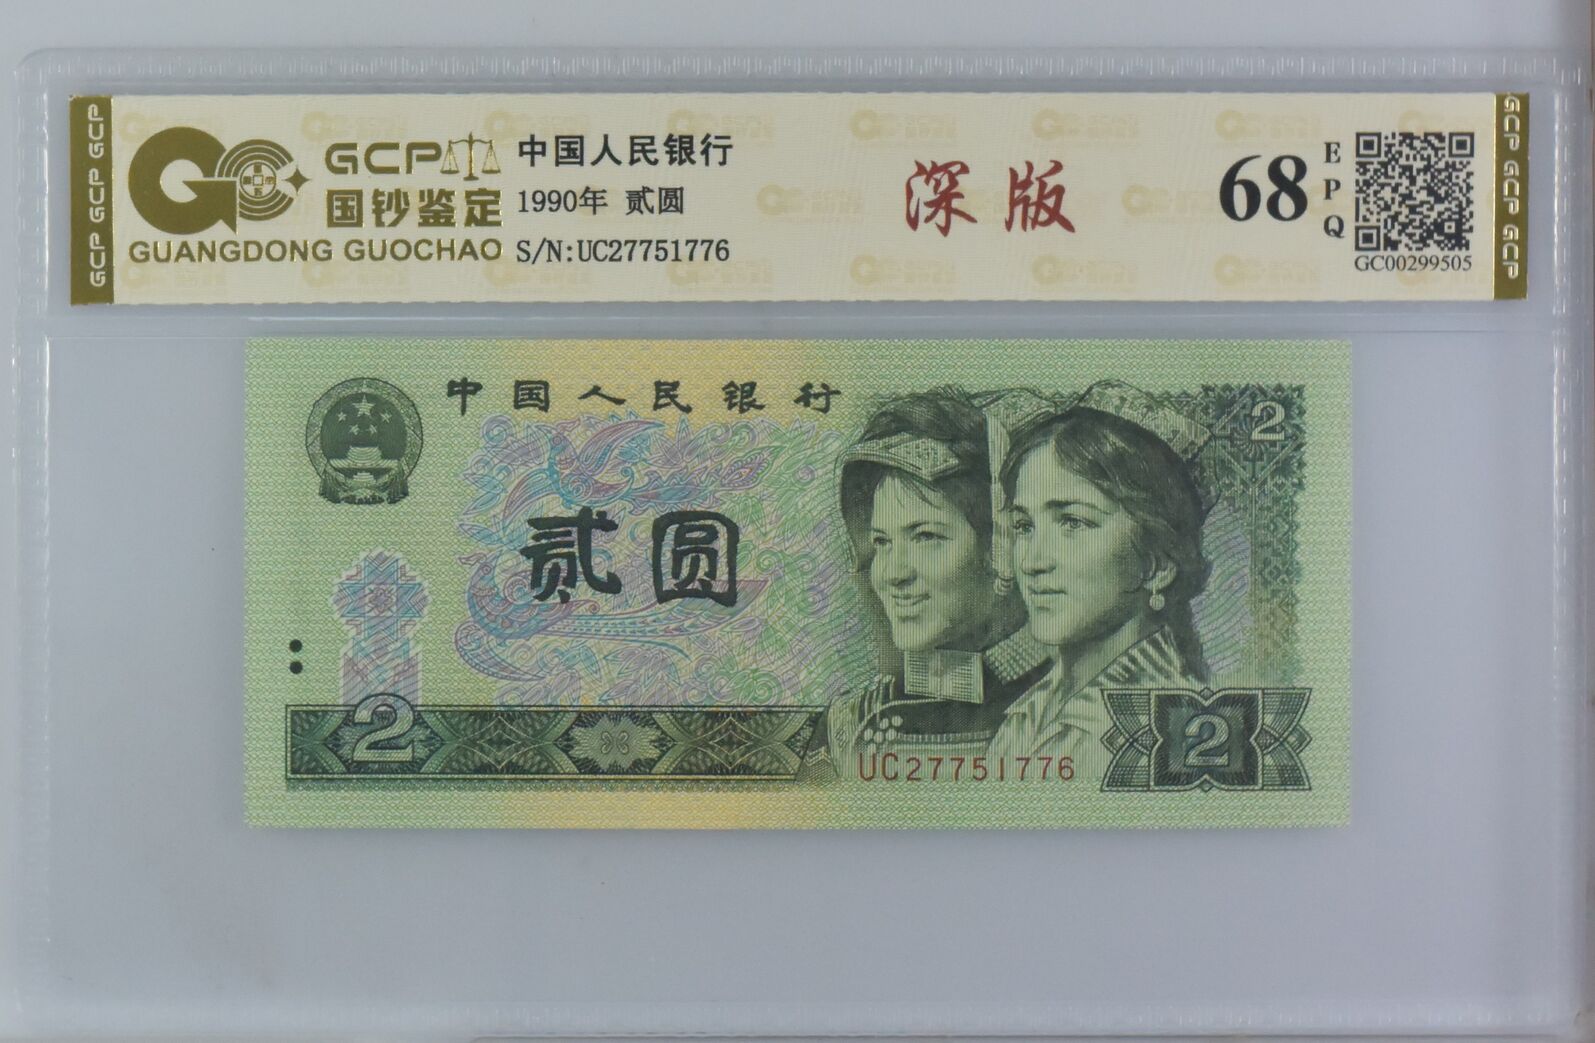 GCP GCP GCP
GCP
国钞鉴定
GUANGDONG GUOCHAO
中国人民银行
1990年 贰圆
S/N:UC27751776
深版
68
EPQ
GC00299505
GCP GCP GCP GCP
中国人民银行
2
贰圆
2
UC27751776
2